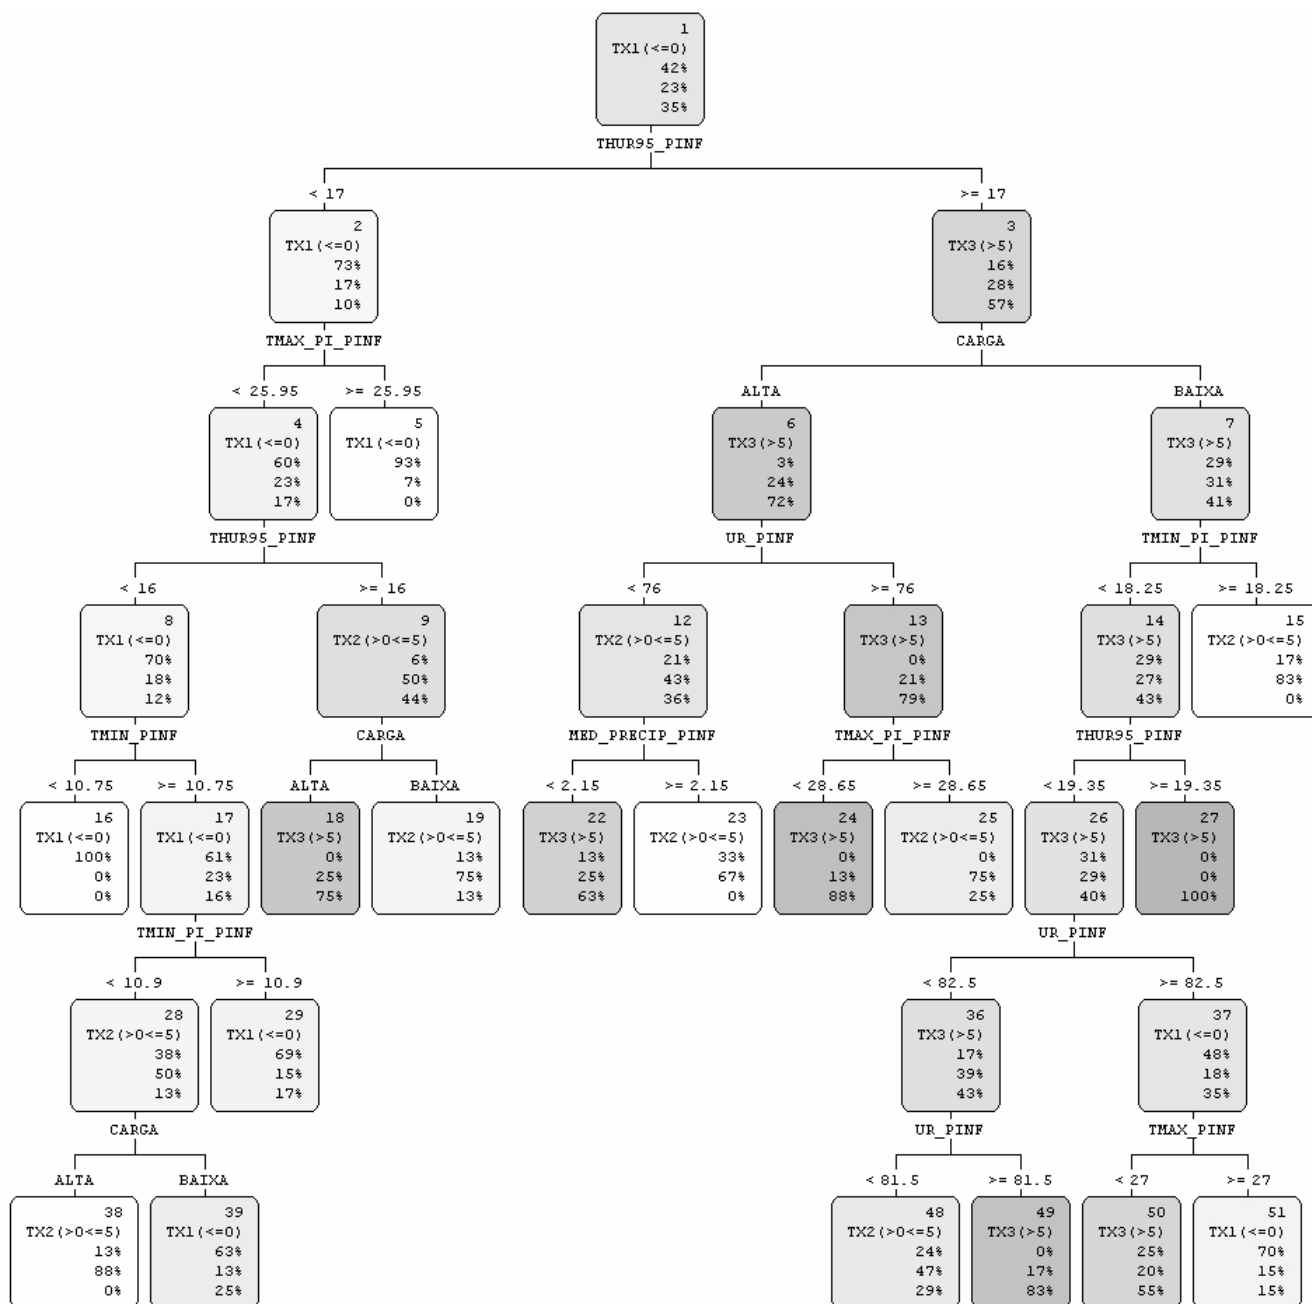 1
TX1(<=0)
42%
23%
35%
THUR95_PINF
< 17
>= 17
2
TX1(<=0)
73%
17%
10%
TMAX_PI_PINF
3
TX3(>5)
16%
28%
57%
CARGA
< 25.95
>= 25.95
ALTA
BAIXA
4
TX1(<=0)
60%
23%
17%
THUR95_PINF
5
TX1(<=0)
93%
7%
0%
6
TX3(>5)
3%
24%
72%
UR_PINF
7
TX3(>5)
29%
31%
41%
TMIN_PI_PINF
< 16
>= 16
< 76
>= 76
< 18.25
>= 18.25
8
TX1(<=0)
70%
18%
12%
TMIN_PINF
9
TX2(>0<=5)
6%
50%
44%
CARGA
12
TX2(>0<=5)
21%
43%
36%
MED_PRECIP_PINF
13
TX3(>5)
0%
21%
79%
TMAX_PI_PINF
14
TX3(>5)
29%
27%
43%
THUR95_PINF
15
TX2(>0<=5)
17%
83%
0%
< 10.75
>= 10.75
ALTA
BAIXA
< 2.15
>= 2.15
< 28.65
>= 28.65
<19.35
>=19.35
16
TX1(<=0)
100%
0%
0%
17
TX1(<=0)
61%
23%
16%
TMIN_PI_PINF
18
TX3(>5)
0%
25%
75%
19
TX2(>0<=5)
13%
75%
13%
22
TX3(>5)
13%
25%
63%
23
TX2(>0<=5)
33%
67%
0%
24
TX3(>5)
0%
13%
88%
25
TX2(>0<=5)
0%
75%
25%
26
TX3(>5)
31%
29%
40%
UR_PINF
27
TX3(>5)
0%
0%
100%
< 10.9
>= 10.9
< 82.5
>= 82.5
28
TX2(>0<=5)
38%
50%
13%
CARGA
29
TX1(<=0)
69%
15%
17%
36
TX3(>5)
17%
39%
43%
UR_PINF
37
TX1(<=0)
48%
18%
35%
TMAX_PINF
ALTA
BAIXA
< 81.5
>= 81.5
< 27
>= 27
38
TX2(>0<=5)
13%
88%
0%
39
TX1(<=0)
63%
13%
25%
48
TX2(>0<=5)
24%
47%
29%
49
TX3(>5)
0%
17%
83%
50
TX3(>5)
25%
20%
55%
51
TX1(<=0)
70%
15%
15%